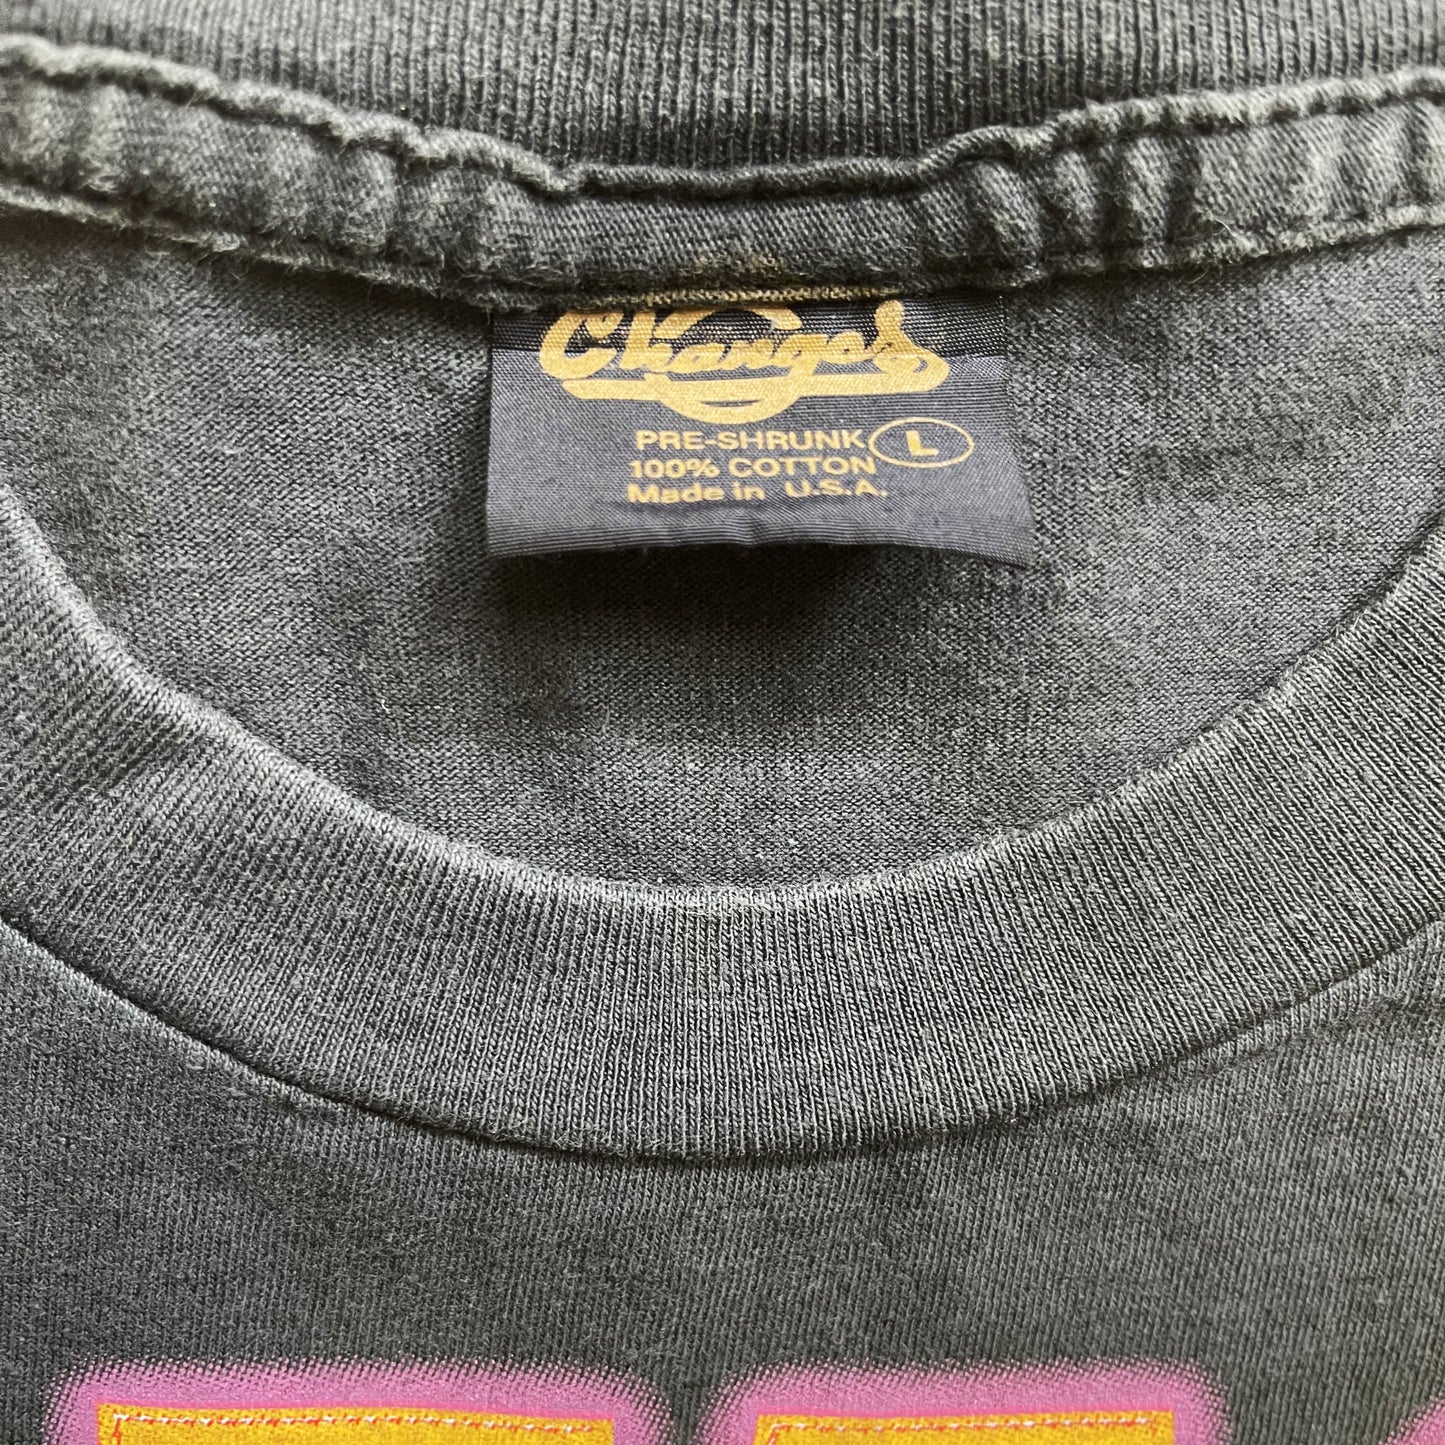 Changes
PRE-SHRUNK L
100% COTTON
Made in U.S.A.